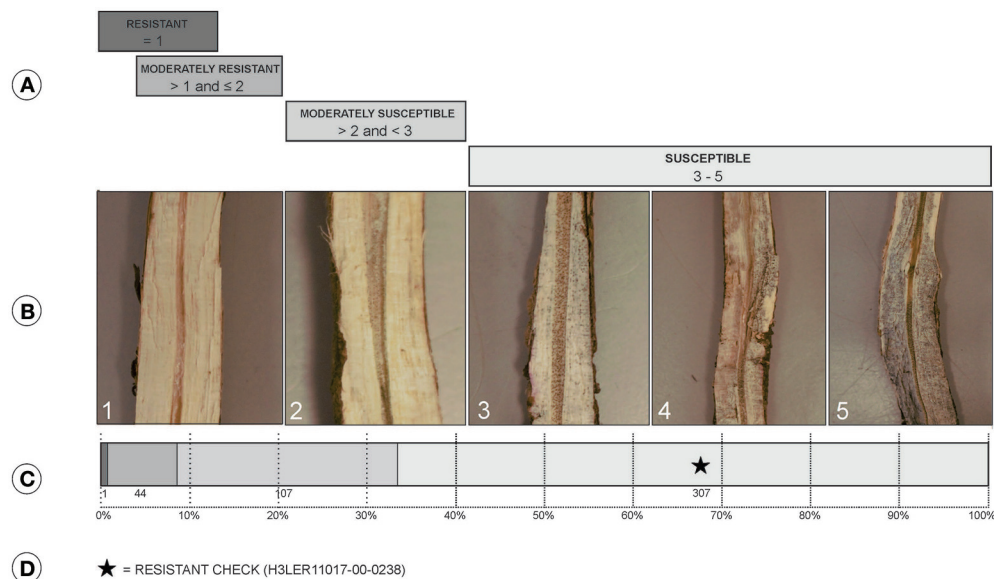 A
RESISTANT
= 1
MODERATELY RESISTANT
> 1 and ≤ 2
MODERATELY SUSCEPTIBLE
> 2 and < 3
SUSCEPTIBLE
3 - 5
B
1 2 3 4 5
C
1 44 107 307
0% 10% 20% 30% 40% 50% 60% 70% 80% 90% 100%
D
★ = RESISTANT CHECK (H3LER11017-00-0238)